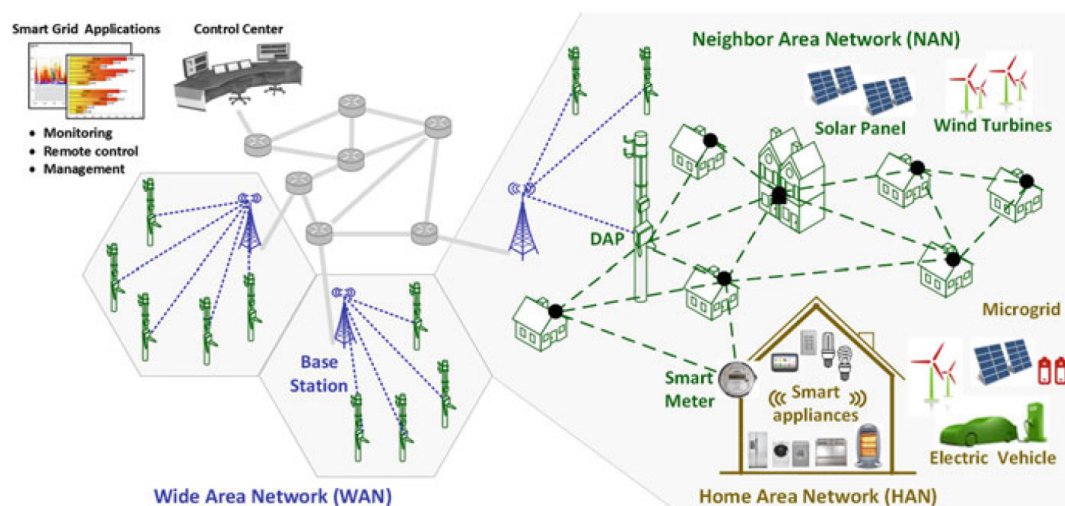 Smart Grid Applications
Control Center
Monitoring
Remote control
Management
Neighbor Area Network (NAN)
Solar Panel
Wind Turbines
DAP
Base
Station
Microgrid
Smart
Meter
Smart
appliances
Electric Vehicle
Wide Area Network (WAN)
Home Area Network (HAN)